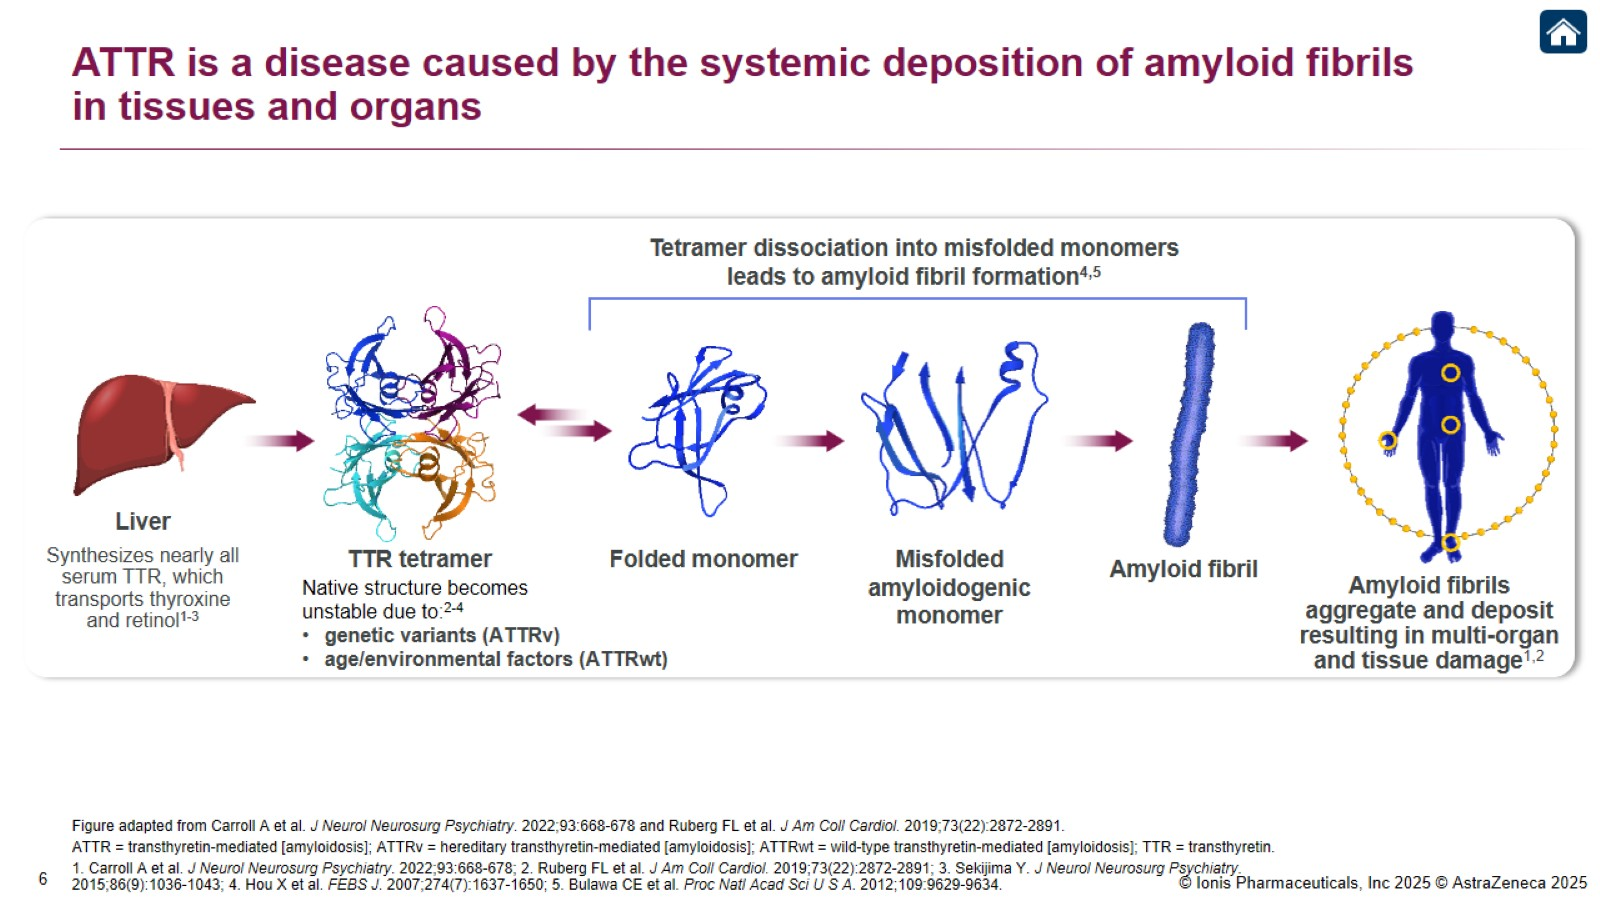 ATTR is a disease caused by the systemic deposition of amyloid fibrils
in tissues and organs
Tetramer dissociation into misfolded monomers
leads to amyloid fibril formation4,5
Liver
Synthesizes nearly all
serum TTR, which
transports thyroxine
and retinol1-3
TTR tetramer
Native structure becomes
unstable due to:2-4
• genetic variants (ATTRv)
• age/environmental factors (ATTRwt)
Folded monomer
Misfolded
amyloidogenic
monomer
Amyloid fibril
Amyloid fibrils
aggregate and deposit
resulting in multi-organ
and tissue damage1,2
Figure adapted from Carroll A et al. J Neurol Neurosurg Psychiatry. 2022;93:668-678 and Ruberg FL et al. J Am Coll Cardiol. 2019;73(22):2872-2891.
ATTR = transthyretin-mediated [amyloidosis]; ATTRv = hereditary transthyretin-mediated [amyloidosis]; ATTRwt = wild-type transthyretin-mediated [amyloidosis]; TTR = transthyretin.
1. Carroll A et al. J Neurol Neurosurg Psychiatry. 2022;93:668-678; 2. Ruberg FL et al. J Am Coll Cardiol. 2019;73(22):2872-2891; 3. Sekijima Y. J Neurol Neurosurg Psychiatry.
2015;86(9):1036-1043; 4. Hou X et al. FEBS J. 2007;274(7):1637-1650; 5. Bulawa CE et al. Proc Natl Acad Sci U S A. 2012;109:9629-9634.
6
© Ionis Pharmaceuticals, Inc 2025 © AstraZeneca 2025